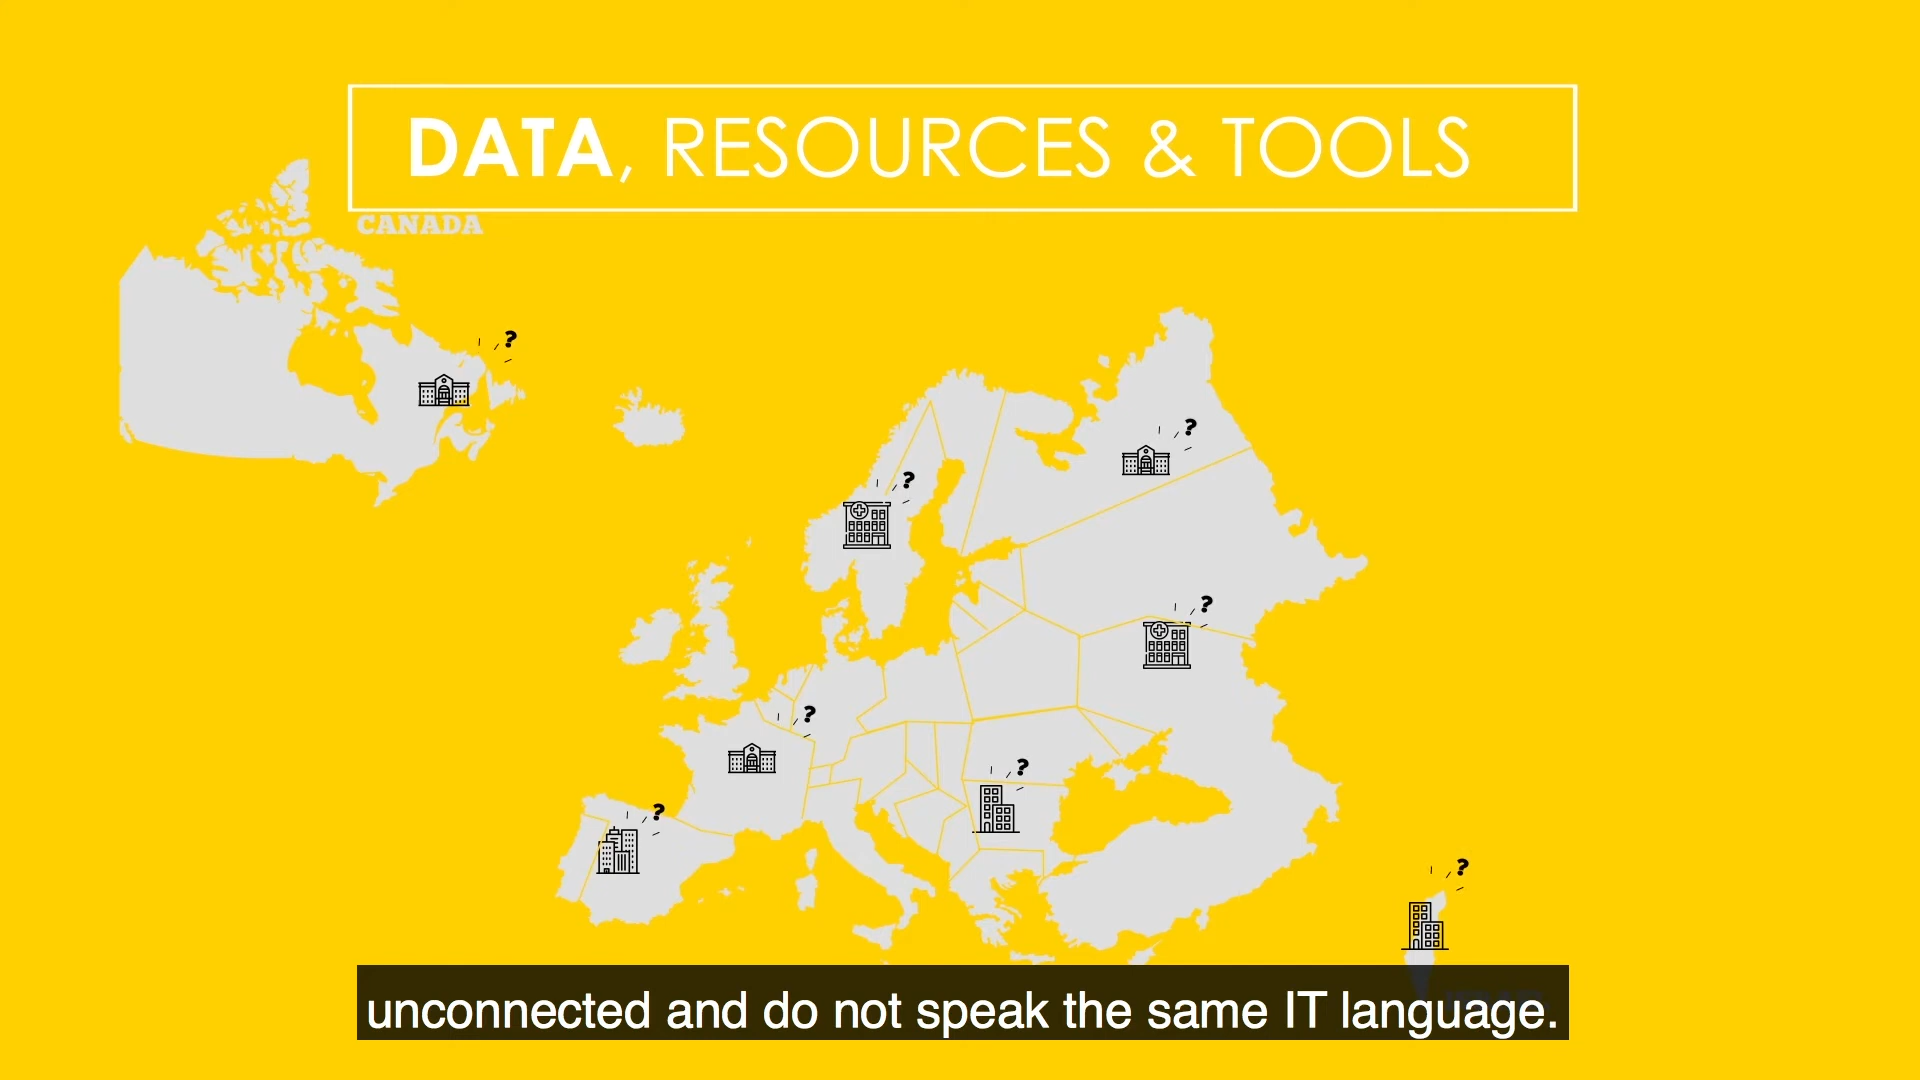 DATA, RESOURCES & TOOLS
CANADA
?
?
?
?
?
?
?
?
unconnected and do not speak the same IT language.